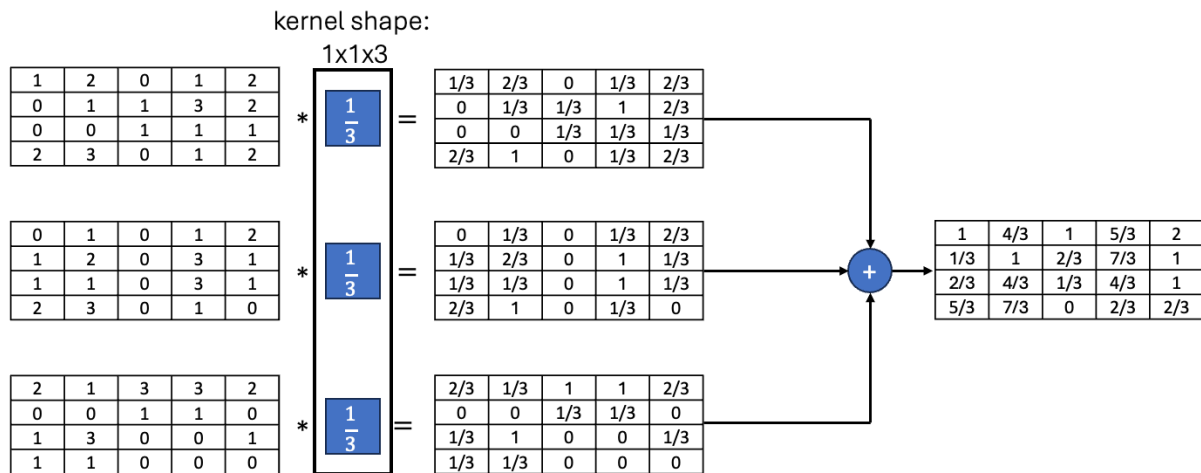 kernel shape:
1x1x3
1 2 0 1 2
0 1 1 3 2
0 0 1 1 1
2 3 0 1 2
* 1/3 =
1/3 2/3 0 1/3 2/3
0 1/3 1/3 1 2/3
0 0 1/3 1/3 1/3
2/3 1 0 1/3 2/3
0 1 0 1 2
1 2 0 3 1
1 1 0 3 1
2 3 0 1 0
* 1/3 =
0 1/3 0 1/3 2/3
1/3 2/3 0 1 1/3
1/3 1/3 0 1 1/3
2/3 1 0 1/3 0
+
1 4/3 1 5/3 2
1/3 1 2/3 7/3 1
2/3 4/3 1/3 4/3 1
5/3 7/3 0 2/3 2/3
2 1 3 3 2
0 0 1 1 0
1 3 0 0 1
1 1 0 0 0
* 1/3 =
2/3 1/3 1 1 2/3
0 0 1/3 1/3 0
1/3 1 0 0 1/3
1/3 1/3 0 0 0